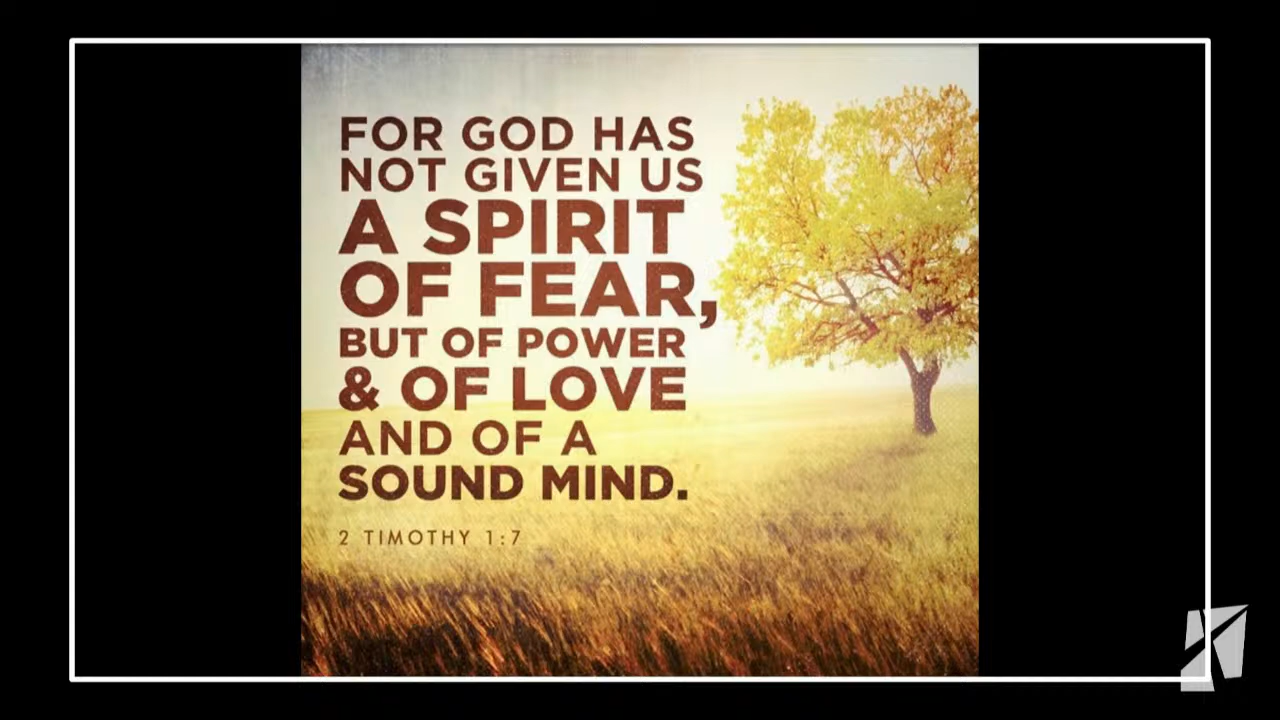 FOR GOD HAS
NOT GIVEN US
A SPIRIT
OF FEAR,
BUT OF POWER
& OF LOVE
AND OF A
SOUND MIND.
2 TIMOTHY 1:7